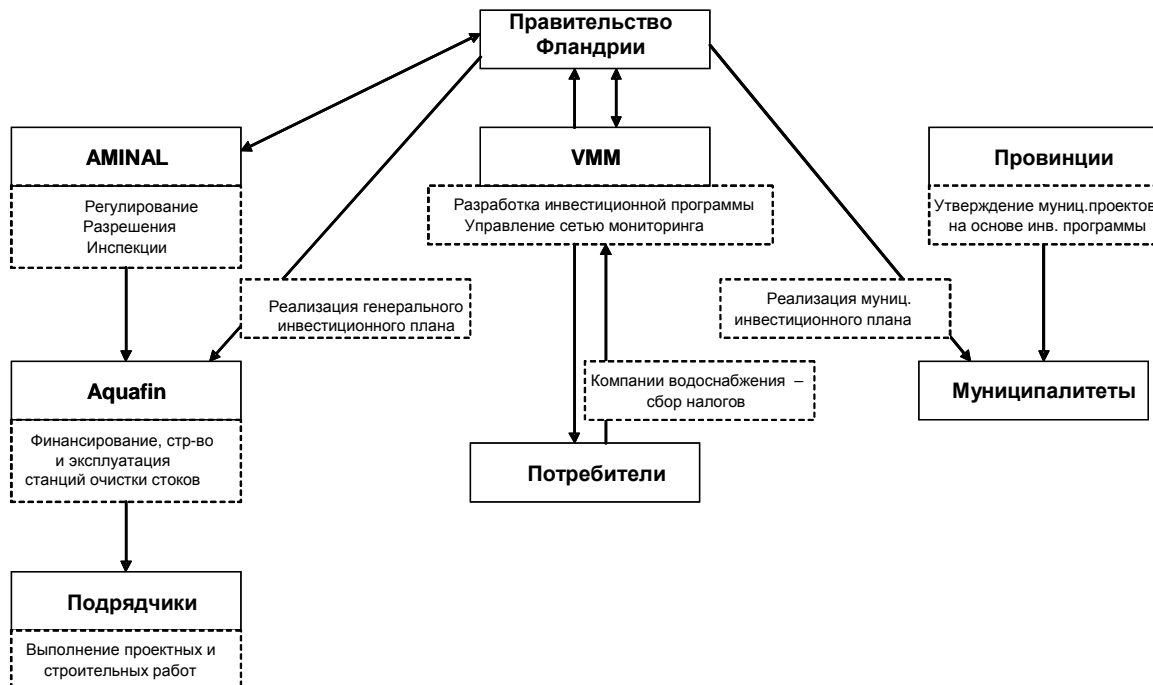 Правительство
Фландрии
AMINAL
Регулирование
Разрешения
Инспекции
VMM
Разработка инвестиционной программы
Управление сетью мониторинга
Провинции
Утверждение муниц.проектов
на основе инв. программы
Реализация генерального
инвестиционного плана
Реализация муниц.
инвестиционного плана
Aquafin
Финансирование, стр-во
и эксплуатация
станций очистки стоков
Компании водоснабжения –
сбор налогов
Муниципалитеты
Потребители
Подрядчики
Выполнение проектных и
строительных работ